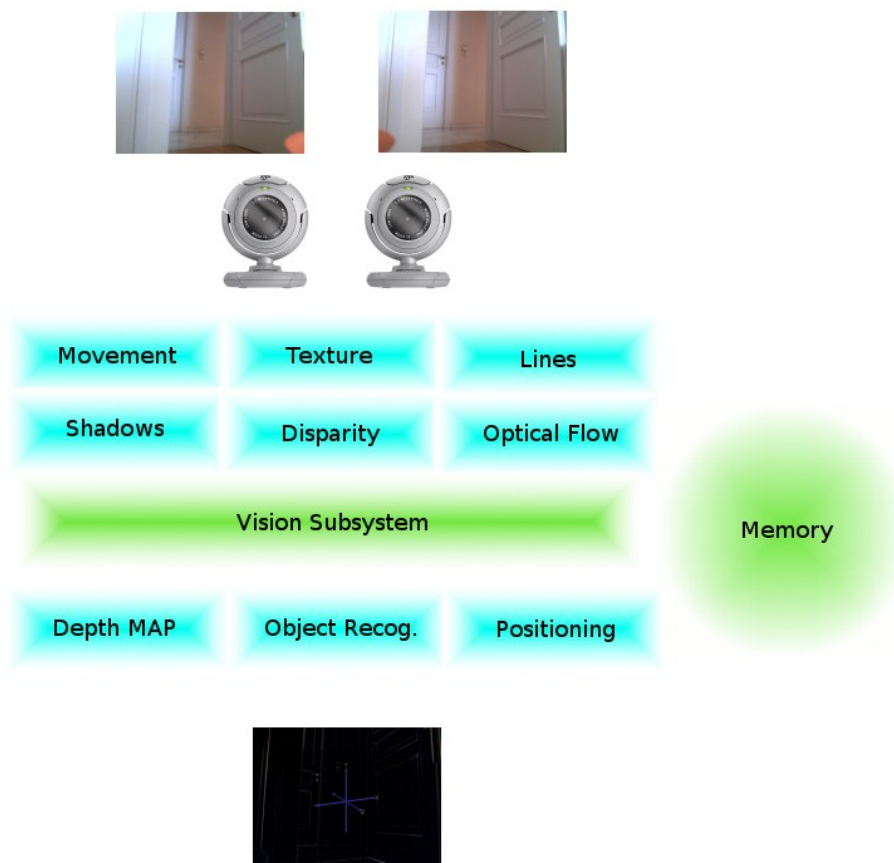 Movement
Texture
Lines
Shadows
Disparity
Optical Flow
Vision Subsystem
Memory
Depth MAP
Object Recog.
Positioning